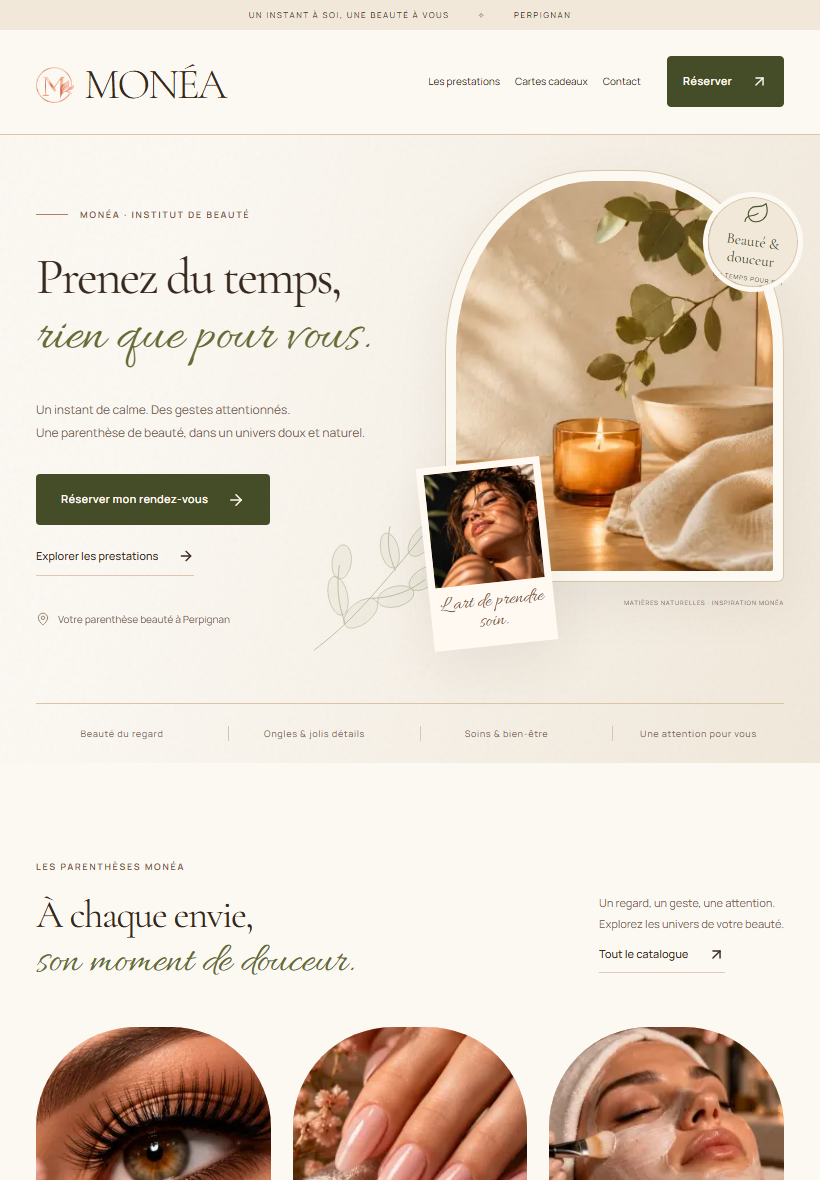 UN INSTANT À SOI, UNE BEAUTÉ À VOUS ✧ PERPIGNAN
M MONÉA
Les prestations Cartes cadeaux Contact Réserver
MONÉA · INSTITUT DE BEAUTÉ
Prenez du temps,
rien que pour vous.
Un instant de calme. Des gestes attentionnés.
Une parenthèse de beauté, dans un univers doux et naturel.
Réserver mon rendez-vous
Explorer les prestations
Votre parenthèse beauté à Perpignan
Beauté &
douceur
TEMPS POUR
L'art de prendre
soin.
MATIÈRES NATURELLES · INSPIRATION MONÉA
Beauté du regard
Ongles & jolis détails
Soins & bien-être
Une attention pour vous
LES PARENTHÈSES MONÉA
À chaque envie,
son moment de douceur.
Un regard, un geste, une attention.
Explorez les univers de votre beauté.
Tout le catalogue